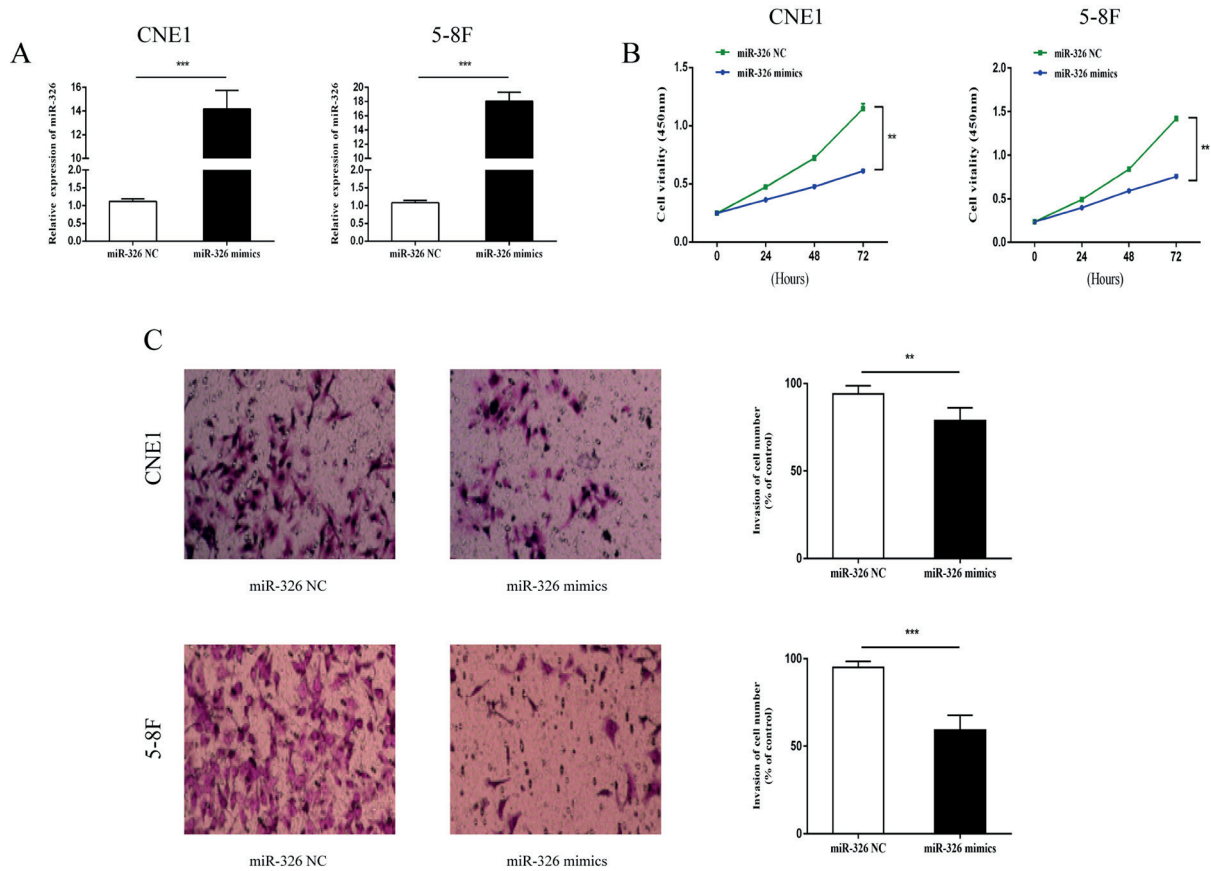 A
CNE1
5-8F
***
***
Relative expression of miR-326
16
14
12
10
2.0
1.5
1.0
0.5
0.0
miR-326 NC
miR-326 mimics
Relative expression of miR-326
20
18
16
14
12
10
2.0
1.5
1.0
0.5
0.0
miR-326 NC
miR-326 mimics
B
CNE1
5-8F
miR-326 NC
miR-326 mimics
Cell vitality (450nm)
1.5
1.0
0.5
0.0
**
0
24
48
72
(Hours)
miR-326 NC
miR-326 mimics
Cell vitality (450nm)
2.0
1.5
1.0
0.5
0.0
**
0
24
48
72
(Hours)
C
CNE1
miR-326 NC
miR-326 mimics
**
Invasion of cell number
(% of control)
100
50
0
miR-326 NC
miR-326 mimics
5-8F
miR-326 NC
miR-326 mimics
***
Invasion of cell number
(% of control)
100
50
0
miR-326 NC
miR-326 mimics